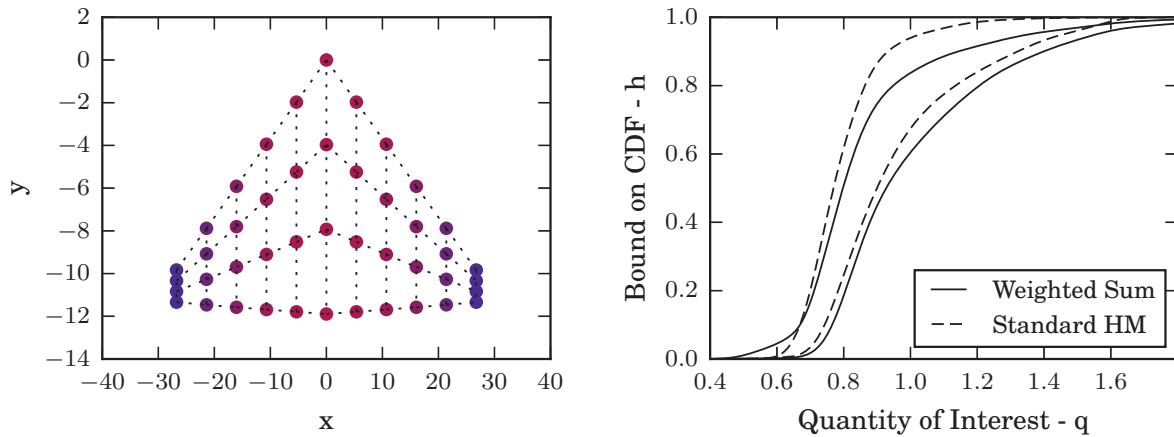 2
0
−2
−4
−6
−8
−10
−12
−14
y
−40 −30 −20 −10 0 10 20 30 40
x
1.0
0.8
0.6
0.4
0.2
0.0
Bound on CDF - h
Weighted Sum
Standard HM
0.4 0.6 0.8 1.0 1.2 1.4 1.6
Quantity of Interest - q